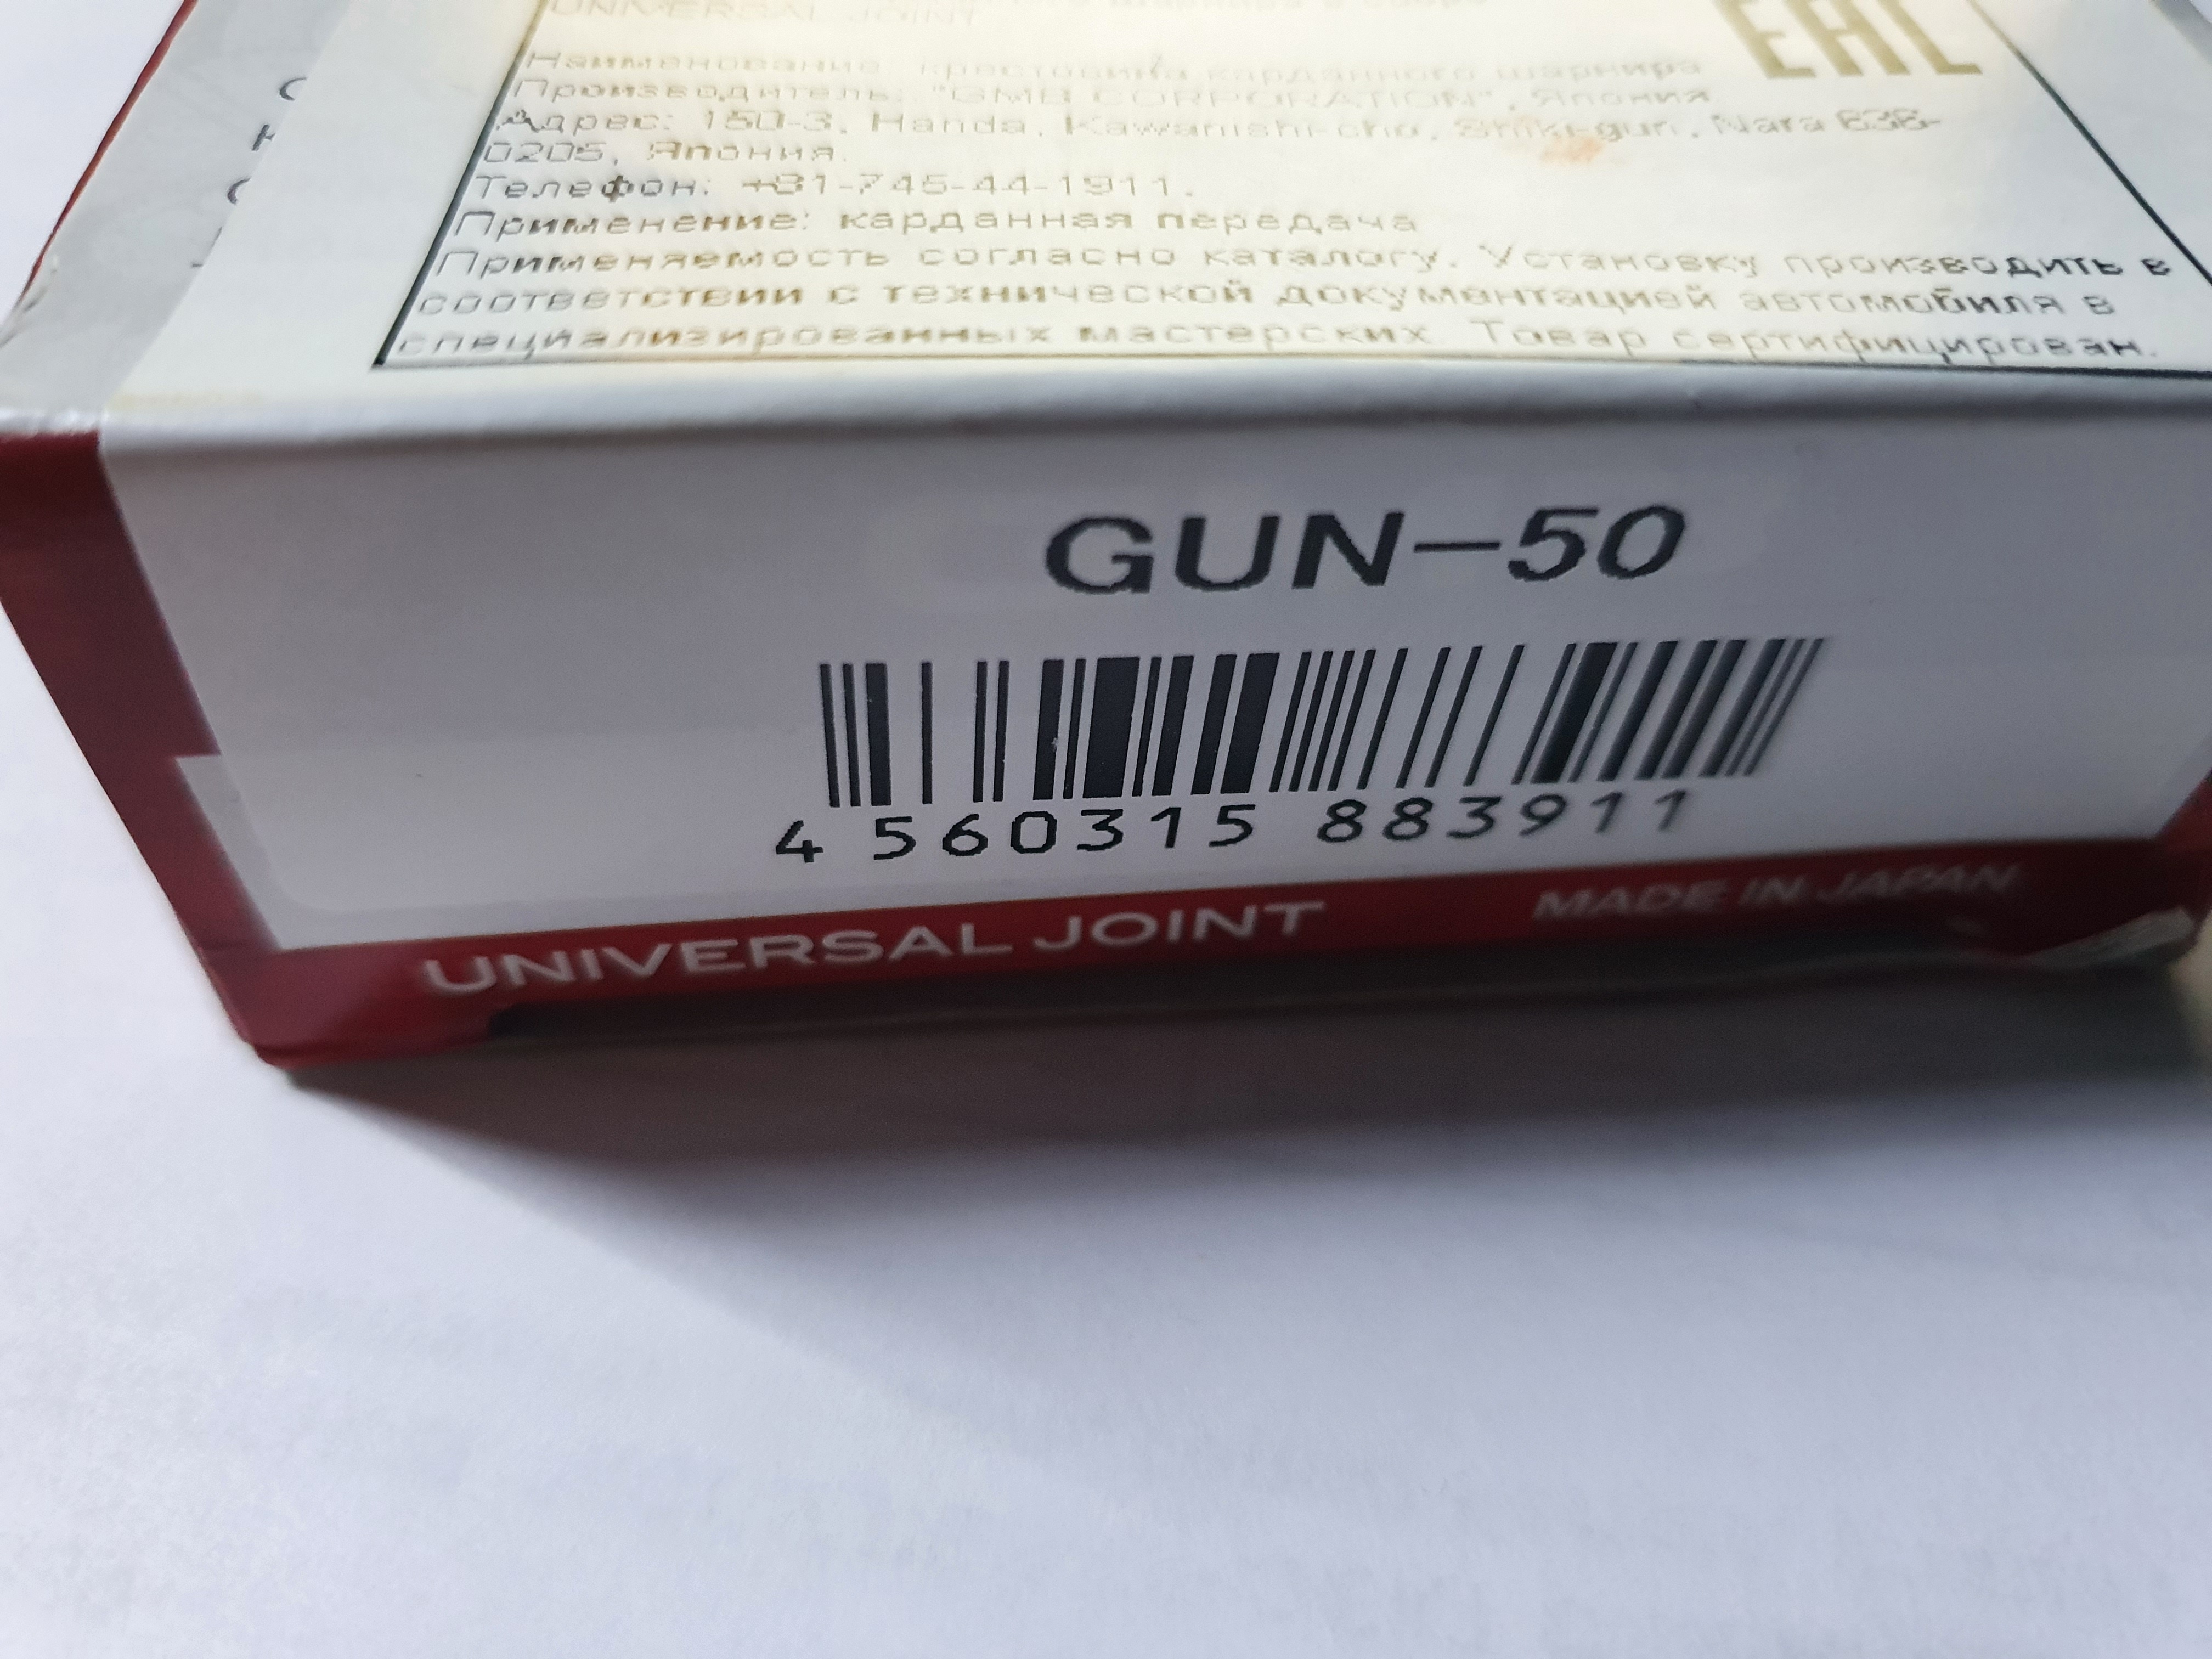 UNIVERSAL JOINT
EAC
Наименование: крестовина карданного шарнира
Производитель: "GMB CORPORATION", Япония
Адрес: 150-3, Handa, Kawanishi-cho, Shiki-gun, Nara 636-
0205, Япония.
Телефон: +81-745-44-1911.
Применение: карданная передача
Применяемость согласно каталогу. Установку производить в
соответствии с технической документацией автомобиля в
специализированных мастерских. Товар сертифицирован.
GUN-50
4 560315 883911
UNIVERSAL JOINT
MADE IN JAPAN